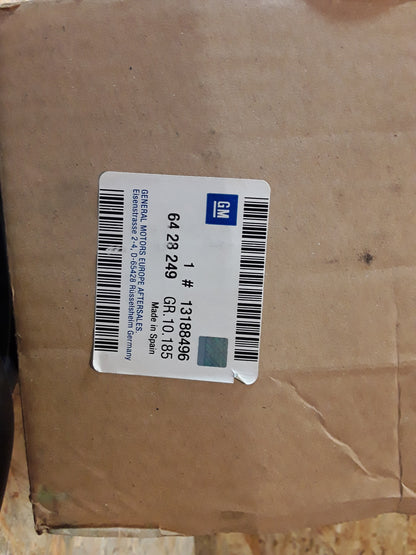 GM
1 # 13188496
64 28 249 GR.10.185
Made in Spain
GENERAL MOTORS EUROPE AFTERSALES
Eisenstrasse 2-4, D-65428 Rüsselsheim Germany